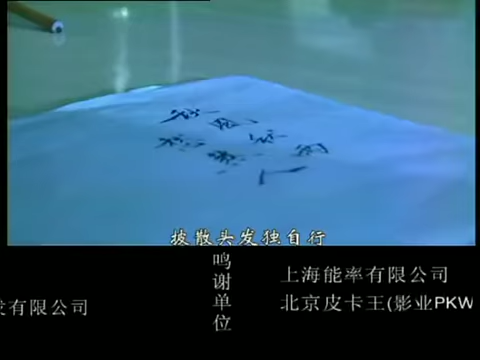 披散头发独自行
鸣谢单位
上海能率有限公司
北京皮卡王(影业PKW
发有限公司